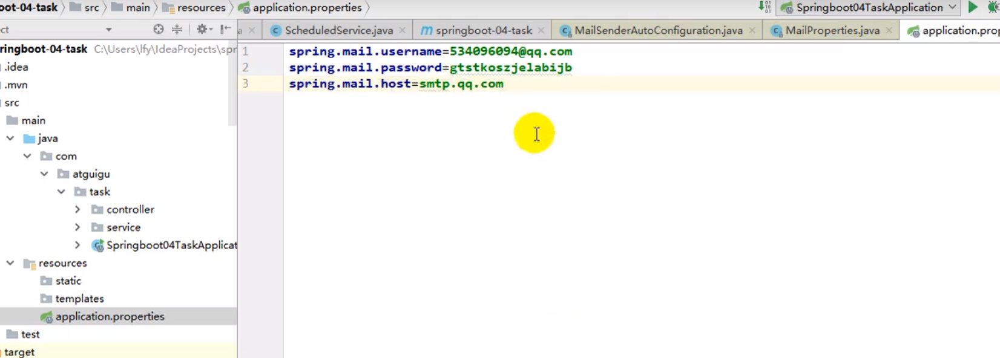 oot-04-task src main resources application.properties
Springboot04TaskApplication
ct
a ScheduledService.java springboot-04-task MailSenderAutoConfiguration.java MailProperties.java application.pro
ringboot-04-task C:\Users\lfy\IdeaProjects\spr
.idea
.mvn
src
main
java
com
atguigu
task
controller
service
Springboot04TaskApplicat
resources
static
templates
application.properties
test
target
1 spring.mail.username=534096094@qq.com
2 spring.mail.password=gtstkoszjelabijb
3 spring.mail.host=smtp.qq.com